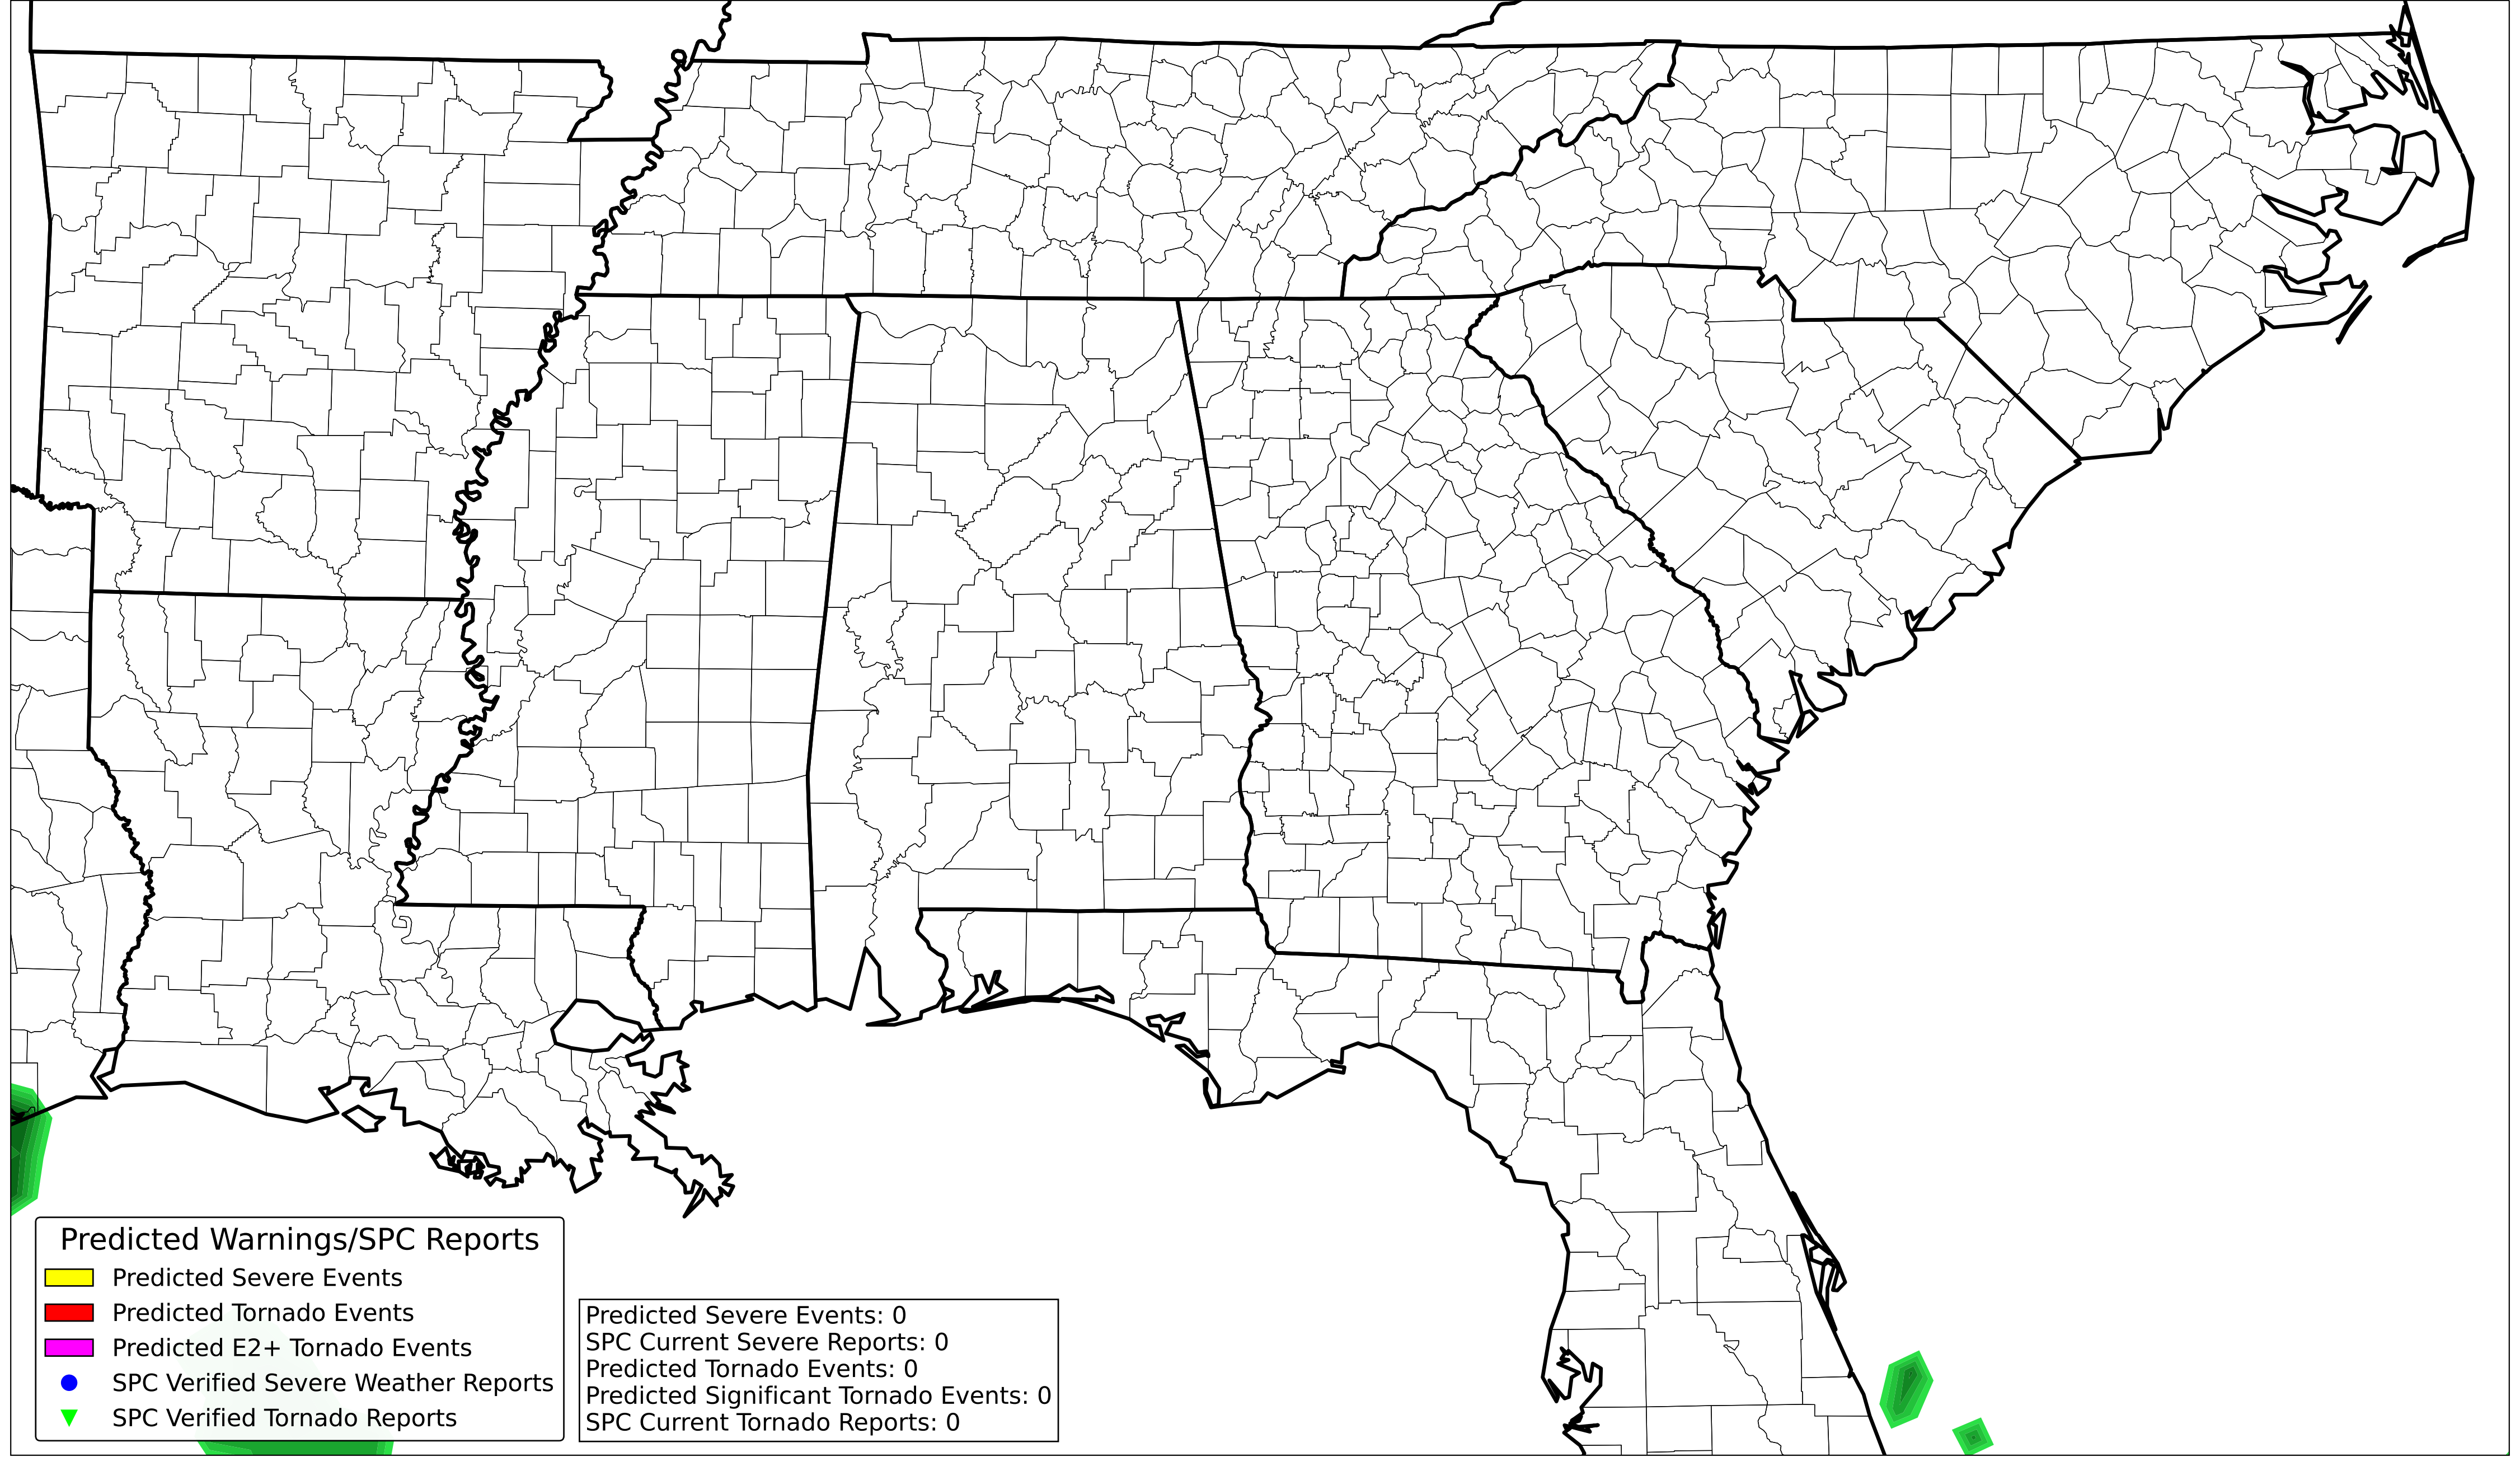 Predicted Warnings/SPC Reports
Predicted Severe Events
Predicted Tornado Events
Predicted E2+ Tornado Events
SPC Verified Severe Weather Reports
SPC Verified Tornado Reports
Predicted Severe Events: 0
SPC Current Severe Reports: 0
Predicted Tornado Events: 0
Predicted Significant Tornado Events: 0
SPC Current Tornado Reports: 0